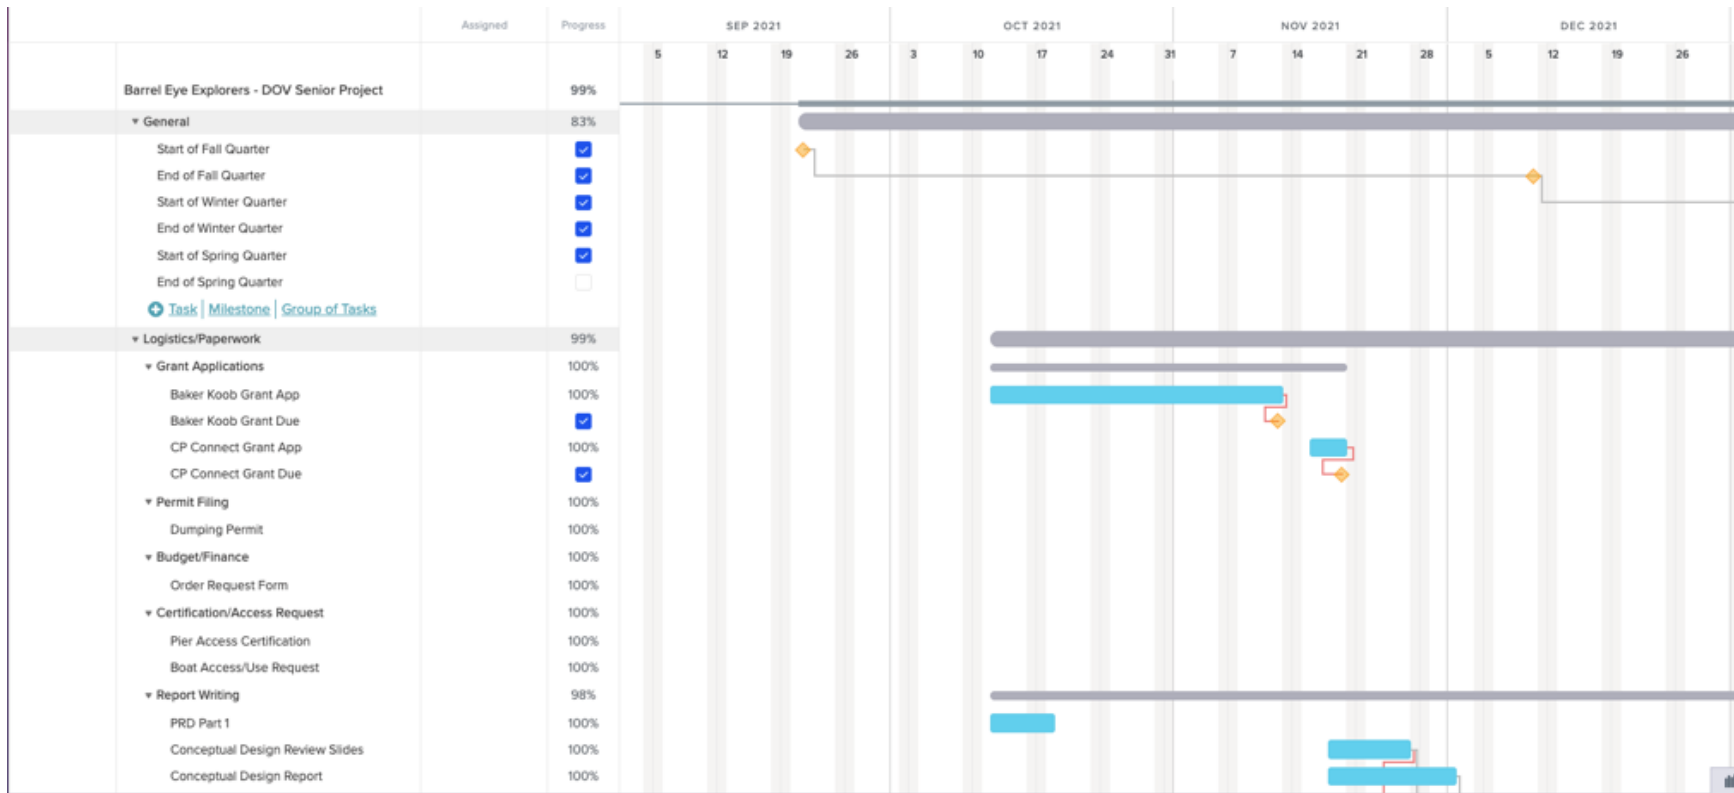 Assigned Progress SEP 2021 OCT 2021 NOV 2021 DEC 2021
5 12 19 26 3 10 17 24 31 7 14 21 28 5 12 19 26
Barrel Eye Explorers - DOV Senior Project 99%
General 83%
Start of Fall Quarter
End of Fall Quarter
Start of Winter Quarter
End of Winter Quarter
Start of Spring Quarter
End of Spring Quarter
Task | Milestone | Group of Tasks
Logistics/Paperwork 99%
Grant Applications 100%
Baker Koob Grant App 100%
Baker Koob Grant Due
CP Connect Grant App 100%
CP Connect Grant Due
Permit Filing 100%
Dumping Permit 100%
Budget/Finance 100%
Order Request Form 100%
Certification/Access Request 100%
Pier Access Certification 100%
Boat Access/Use Request 100%
Report Writing 98%
PRD Part 1 100%
Conceptual Design Review Slides 100%
Conceptual Design Report 100%